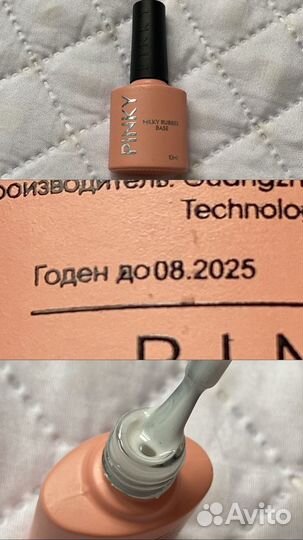 PINKY
MILKY RUBBER
BASE
10ml
роизводитель: Guangzh
Technolo
Годен до 08.2025
PIN
Avito